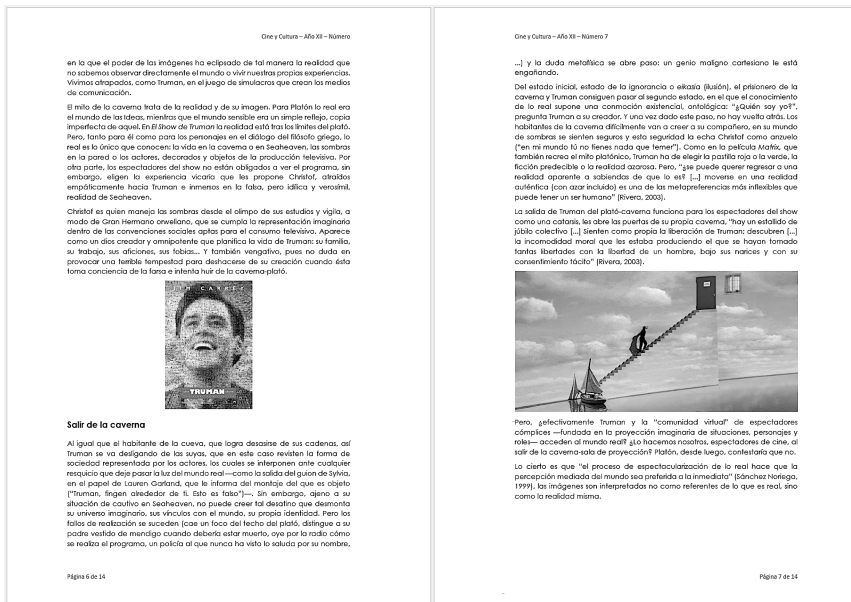 Cine y Cultura – Año XII – Número
en la que el poder de las imágenes ha eclipsado de tal manera la realidad que
no sabemos observar directamente el mundo o vivir nuestras propias experiencias.
Vivimos atrapados, como Truman, en el juego de simulacros que crean los medios
de comunicación.
El mito de la caverna trata de la realidad y de su imagen. Para Platón lo real era
el mundo de las Ideas, mientras que el mundo sensible era un simple reflejo, copia
imperfecta de aquel. En El Show de Truman la realidad está tras los límites del plató.
Pero, tanto para él como para los personajes en el diálogo del filósofo griego, lo
real es lo único que conocen: la vida en la caverna o en Seaheaven, las sombras
en la pared o los actores, decorados y objetos de la producción televisiva. Por
otra parte, los espectadores del show no están obligados a ver el programa, sin
embargo, eligen la experiencia vicaria que les propone Christof, atraídos
empáticamente hacia Truman e inmersos en la falsa, pero idílica y verosímil,
realidad de Seaheaven.
Christof es quien maneja las sombras desde el olimpo de sus estudios y vigila, a
modo de Gran Hermano orwelliano, que se cumpla la representación imaginaria
dentro de las convenciones sociales aptas para el consumo televisivo. Aparece
como un dios creador y omnipotente que planifica la vida de Truman: su familia,
su trabajo, sus aficiones, sus fobias... Y también vengativo, pues no duda en
provocar una terrible tempestad para deshacerse de su creación cuando ésta
toma conciencia de la farsa e intenta huir de la caverna-plató.
TRUMAN
Salir de la caverna
Al igual que el habitante de la cueva, que logra desasirse de sus cadenas, así
Truman se va desligando de las suyas, que en este caso revisten la forma de
sociedad representada por los actores, los cuales se interponen ante cualquier
resquicio que deje pasar la luz del mundo real —como la salida del guion de Sylvia,
en el papel de Lauren Garland, que le informa del montaje del que es objeto
("Truman, fingen alrededor de ti. Esto es falso")—. Sin embargo, ajeno a su
situación de cautivo en Seaheaven, no puede creer tal desatino que desmonta
su universo imaginario, sus vínculos con el mundo, su propia identidad. Pero los
fallos de realización se suceden (cae un foco del techo del plató, distingue a su
padre vestido de mendigo cuando debería estar muerto, oye por la radio cómo
se realiza el programa, un policía al que nunca ha visto lo saluda por su nombre,
Página 6 de 14
Cine y Cultura – Año XII – Número 7
...] y la duda metafísica se abre paso: un genio maligno cartesiano le está
engañando.
Del estado inicial, estado de la ignorancia o eikasia (ilusión), el prisionero de la
caverna y Truman consiguen pasar al segundo estado, en el que el conocimiento
de lo real supone una conmoción existencial, ontológica: "¿Quién soy yo?",
pregunta Truman a su creador. Y una vez dado este paso, no hay vuelta atrás. Los
habitantes de la caverna difícilmente van a creer a su compañero, en su mundo
de sombras se sienten seguros y esta seguridad la echa Christof como anzuelo
("en mi mundo tú no tienes nada que temer"). Como en la película Matrix, que
también recrea el mito platónico, Truman ha de elegir la pastilla roja o la verde, la
ficción predecible o la realidad azarosa. Pero, "¿se puede querer regresar a una
realidad aparente a sabiendas de que lo es? [...] moverse en una realidad
auténtica (con azar incluido) es una de las metapreferencias más inflexibles que
puede tener un ser humano" (Rivera, 2003).
La salida de Truman del plató-caverna funciona para los espectadores del show
como una catarsis, les abre las puertas de su propia caverna, "hay un estallido de
júbilo colectivo [...] Sienten como propia la liberación de Truman; descubren [...]
la incomodidad moral que les estaba produciendo el que se hayan tomado
tantas libertades con la libertad de un hombre, bajo sus narices y con su
consentimiento tácito" (Rivera, 2003).
Pero, ¿efectivamente Truman y la "comunidad virtual" de espectadores
cómplices —fundada en la proyección imaginaria de situaciones, personajes y
roles— acceden al mundo real? ¿Lo hacemos nosotros, espectadores de cine, al
salir de la caverna-sala de proyección? Platón, desde luego, contestaría que no.
Lo cierto es que "el proceso de espectacularización de lo real hace que la
percepción mediada del mundo sea preferida a la inmediata" (Sánchez Noriega,
1999), las imágenes son interpretadas no como referentes de lo que es real, sino
como la realidad misma.
Página 7 de 14